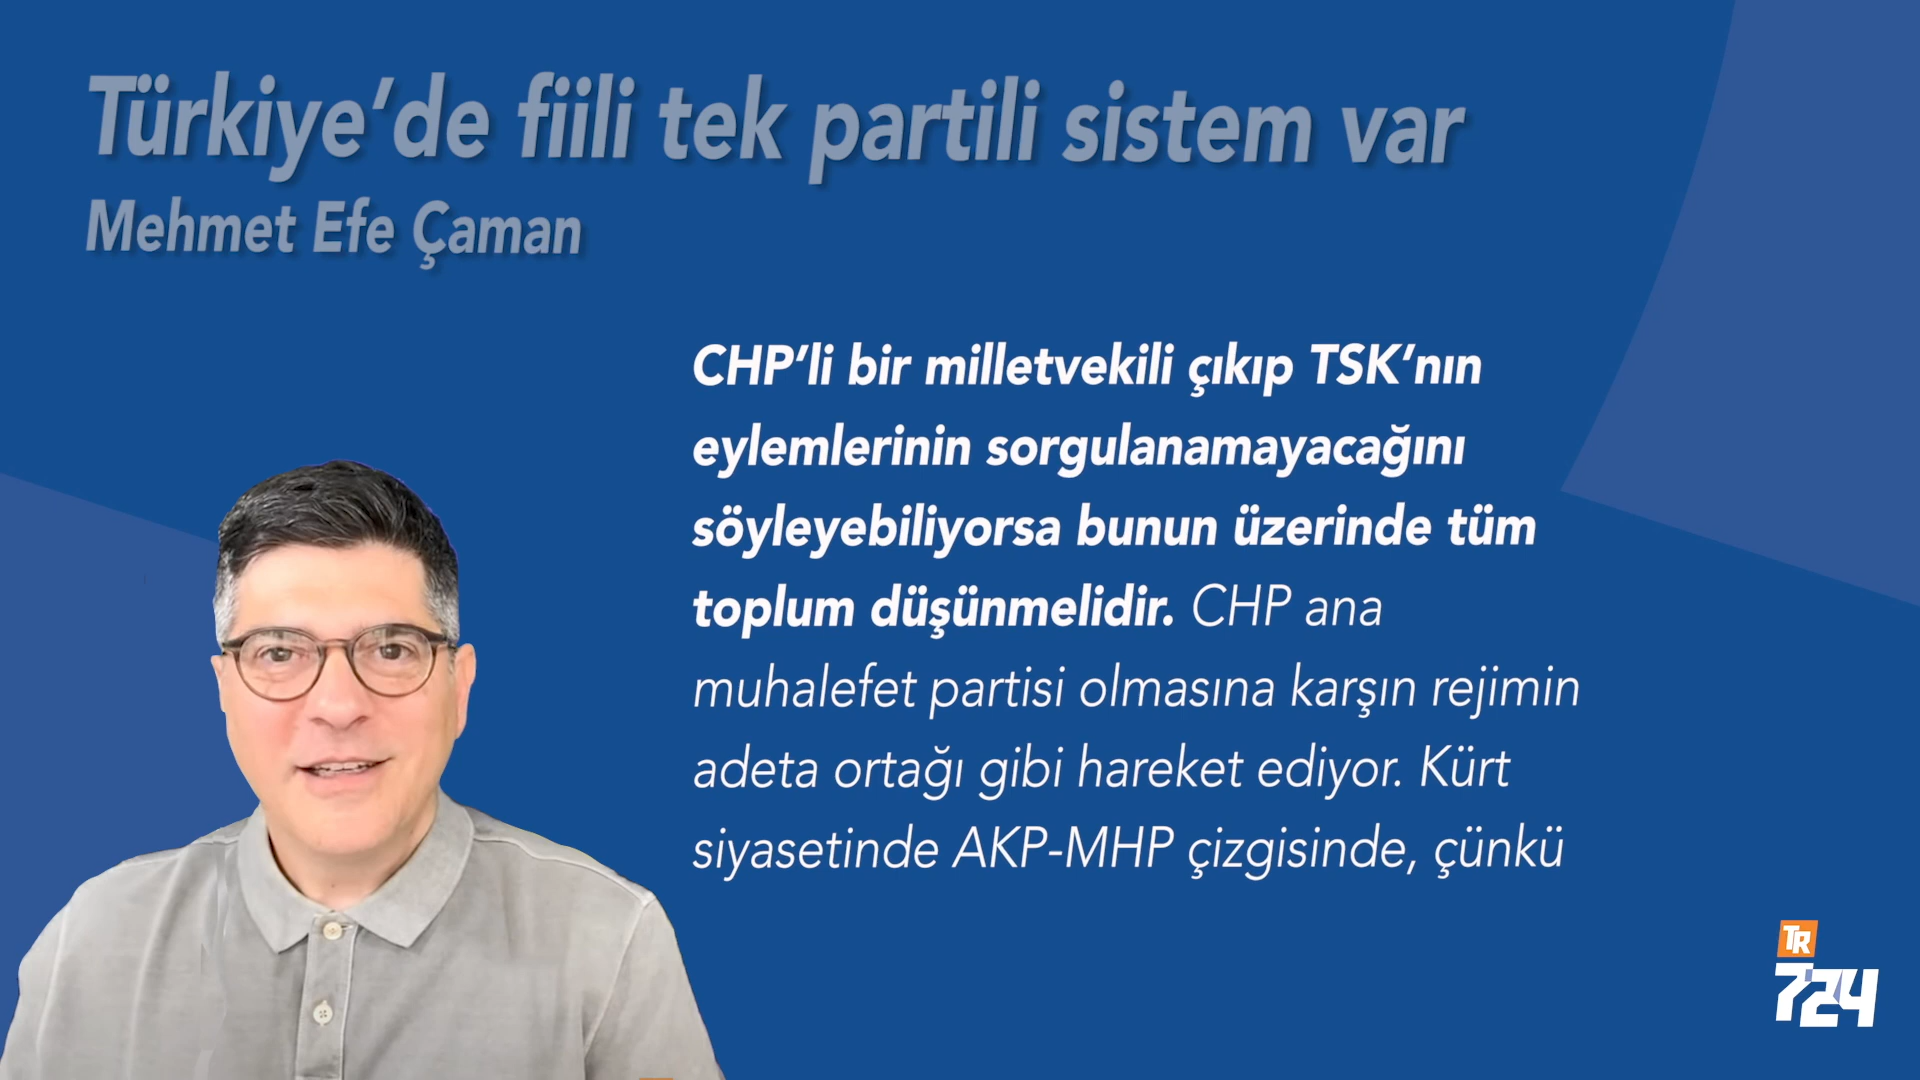 Türkiye’de fiili tek partili sistem var
Mehmet Efe Çaman
CHP’li bir milletvekili çıkıp TSK’nın
eylemlerinin sorgulanamayacağını
söyleyebiliyorsa bunun üzerinde tüm
toplum düşünmelidir. CHP ana
muhalefet partisi olmasına karşın rejimin
adeta ortağı gibi hareket ediyor. Kürt
siyasetinde AKP-MHP çizgisinde, çünkü
TR
724